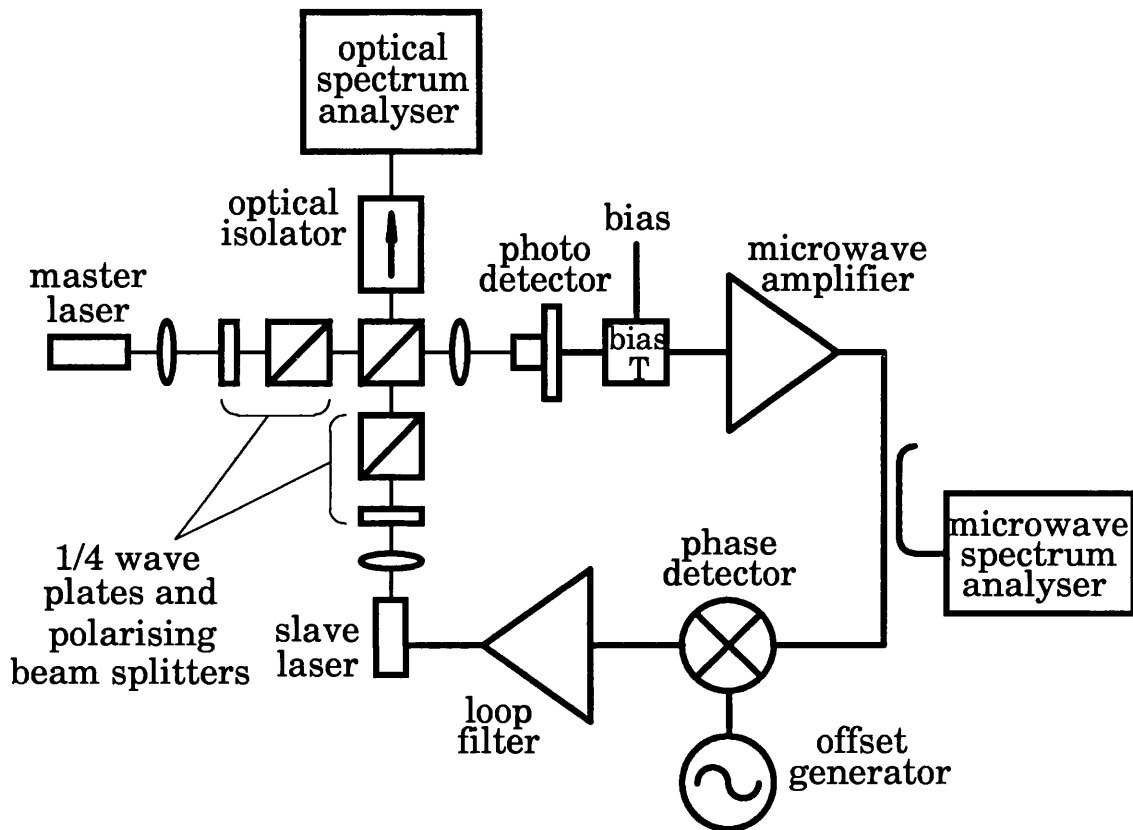 optical
spectrum
analyser
optical
isolator
bias
photo
detector
microwave
amplifier
master
laser
bias
T
1/4 wave
plates and
polarising
beam splitters
slave
laser
loop
filter
phase
detector
microwave
spectrum
analyser
offset
generator